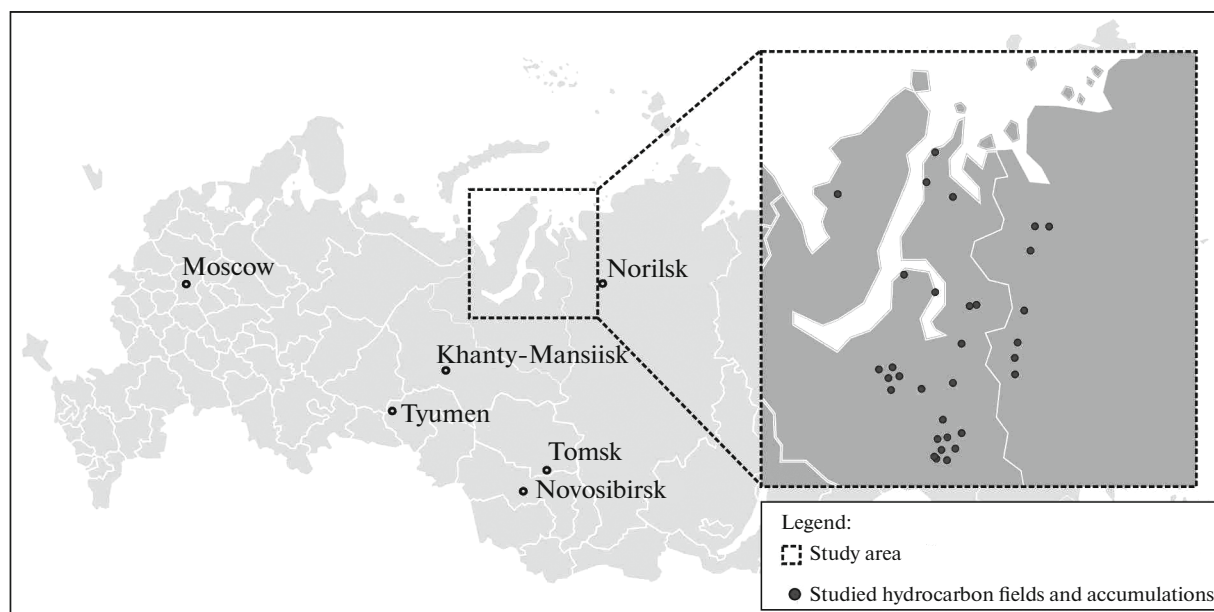 Moscow
Norilsk
Khanty-Mansiisk
Tyumen
Tomsk
Novosibirsk
Legend:
Study area
Studied hydrocarbon fields and accumulations